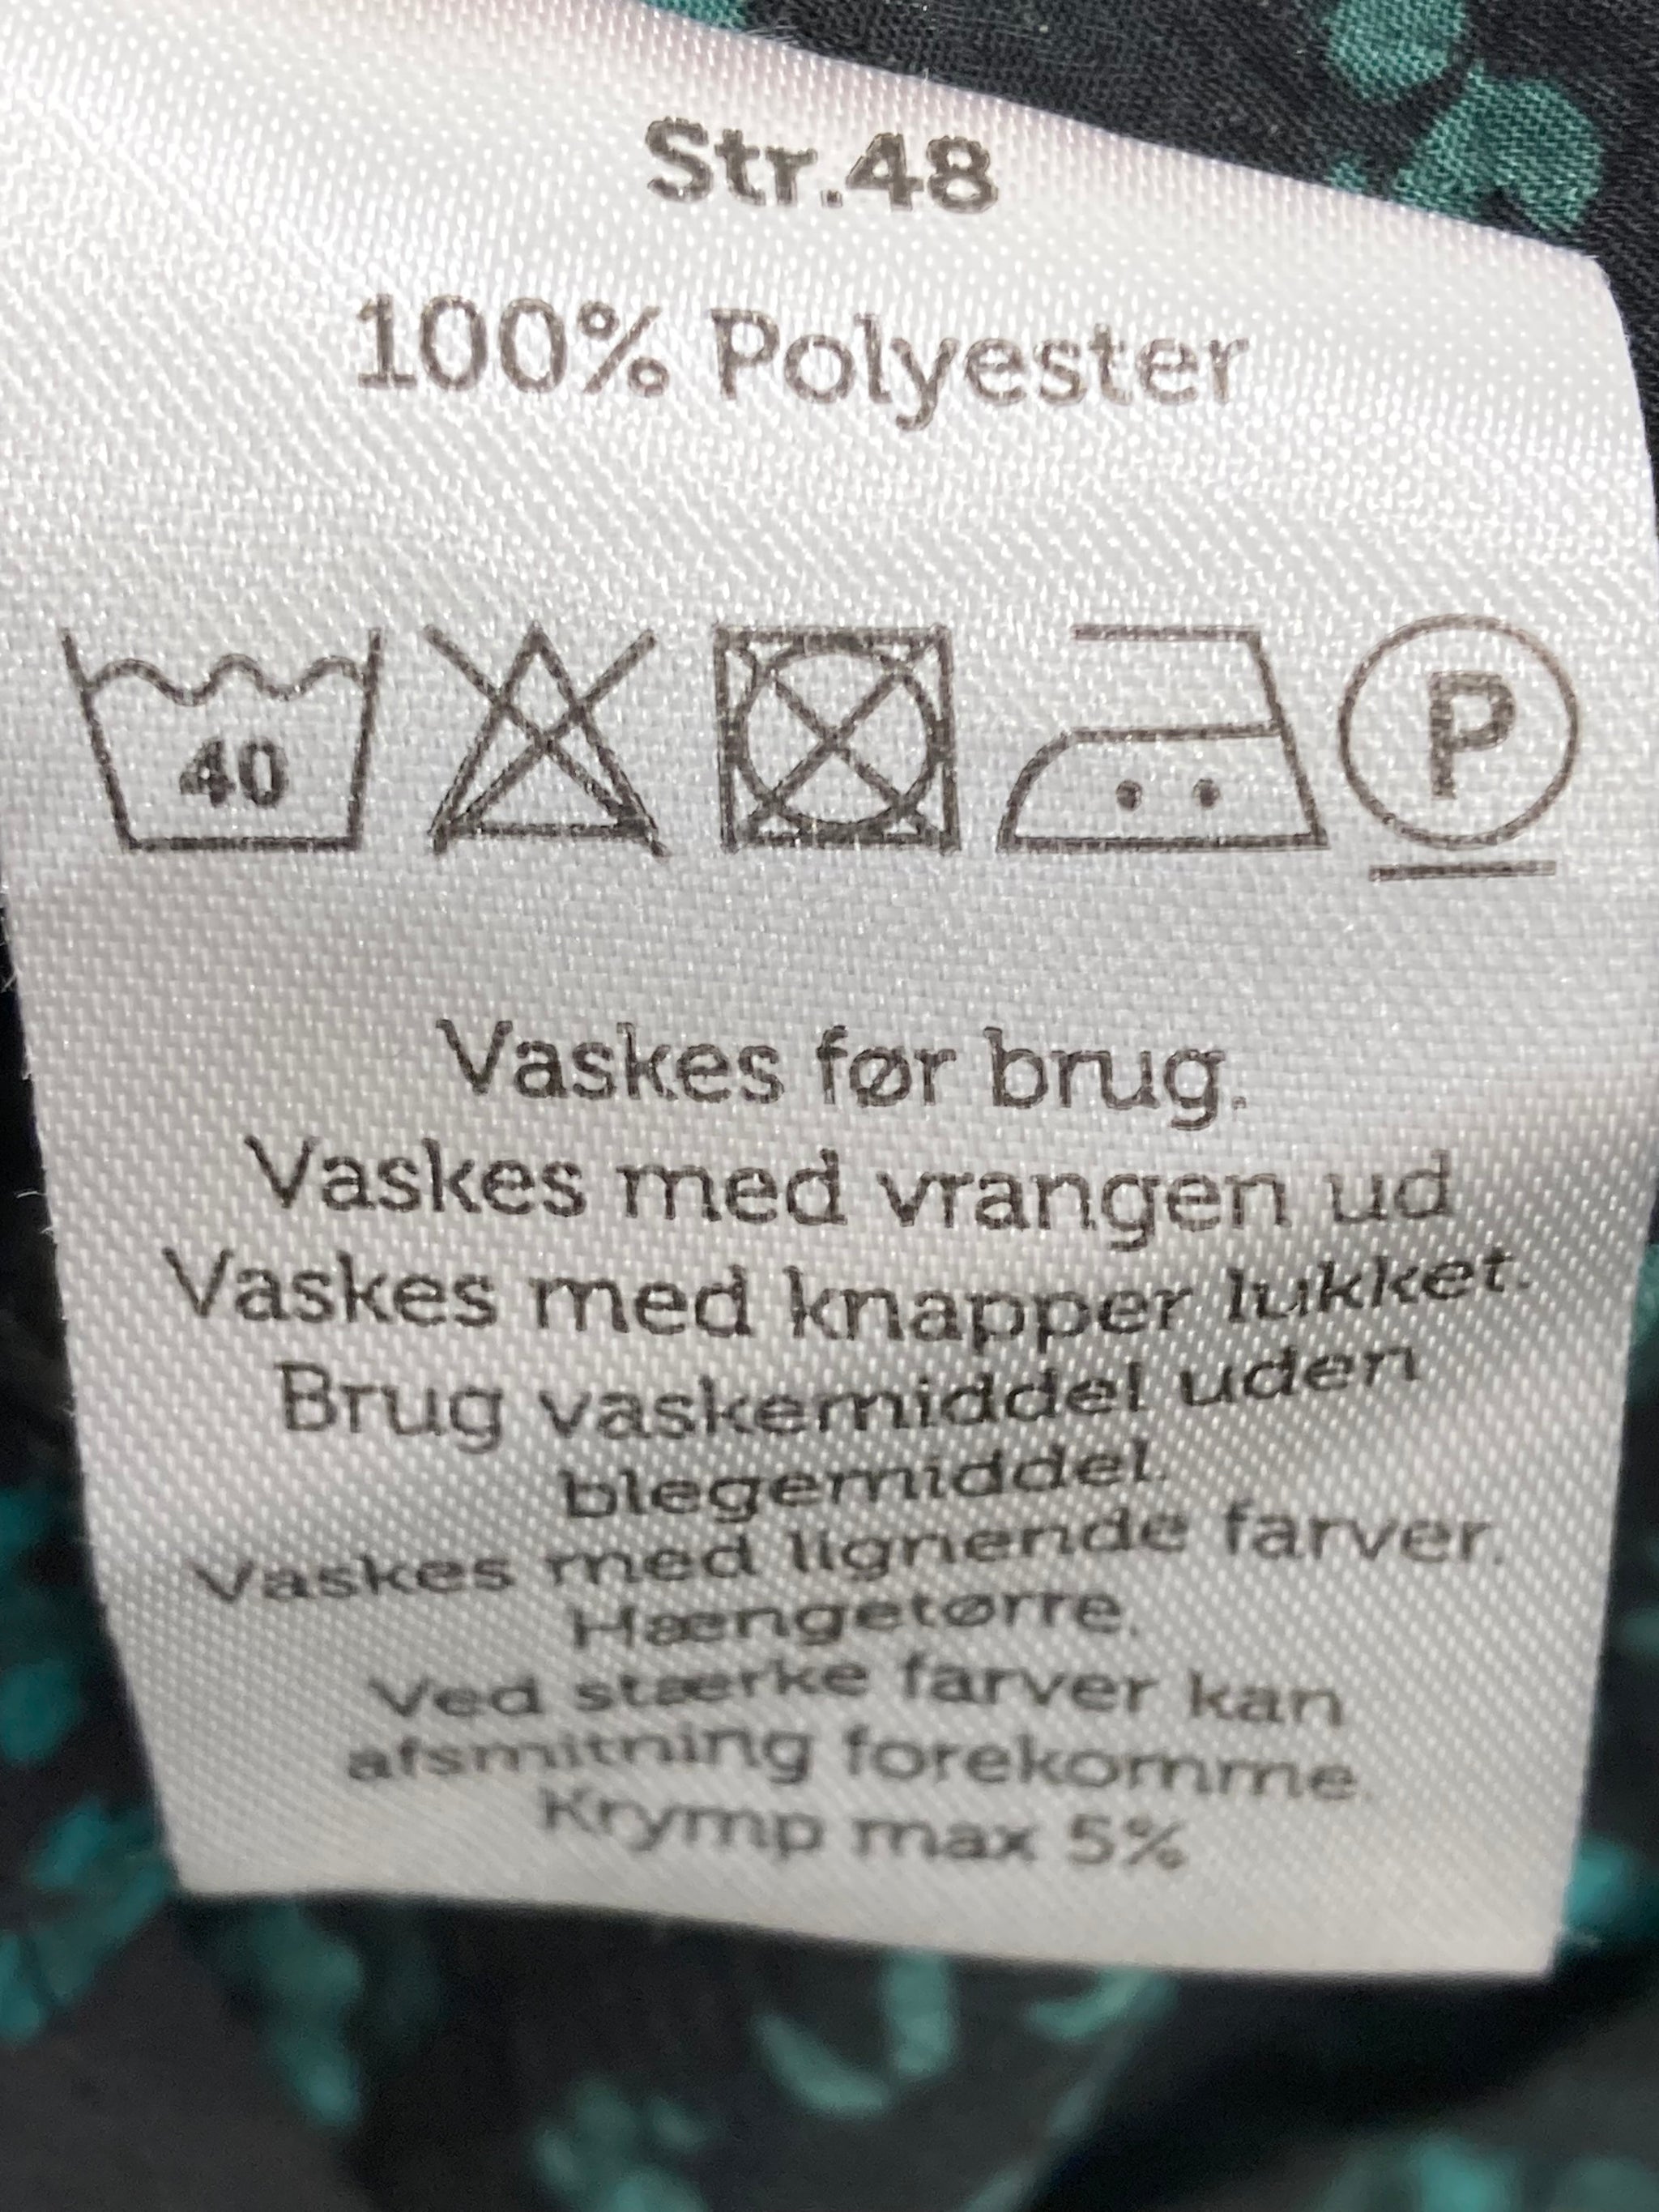 Str.48
100% Polyester
40
P
Vaskes før brug.
Vaskes med vrangen ud
Vaskes med knapper lukket.
Brug vaskemiddel uden
blegemiddel.
Vaskes med lignende farver.
Hængetørre.
Ved stærke farver kan
afsmitning forekomme.
Krymp max 5%